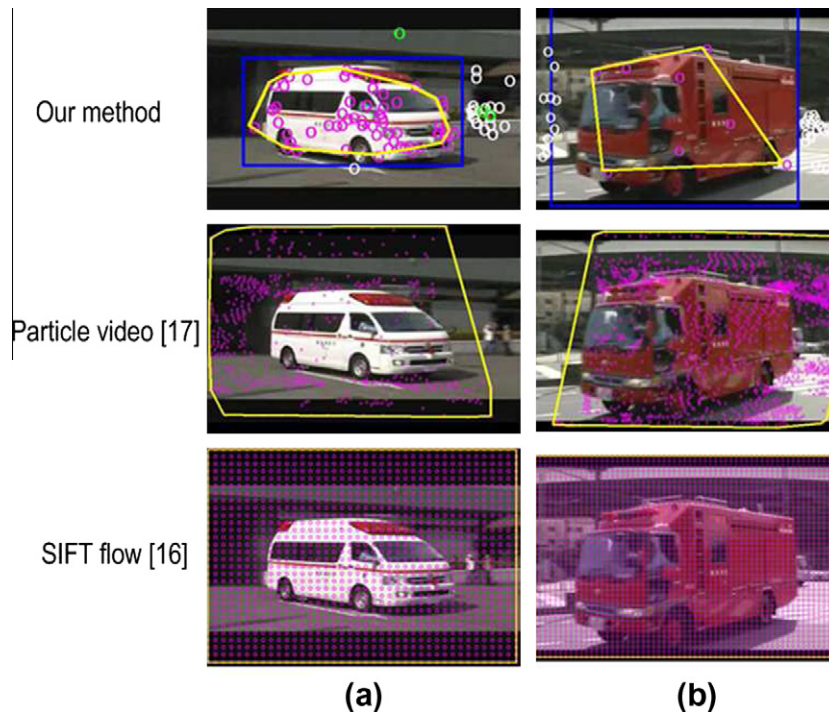 Our method
Particle video [17]
SIFT flow [16]
(a)
(b)